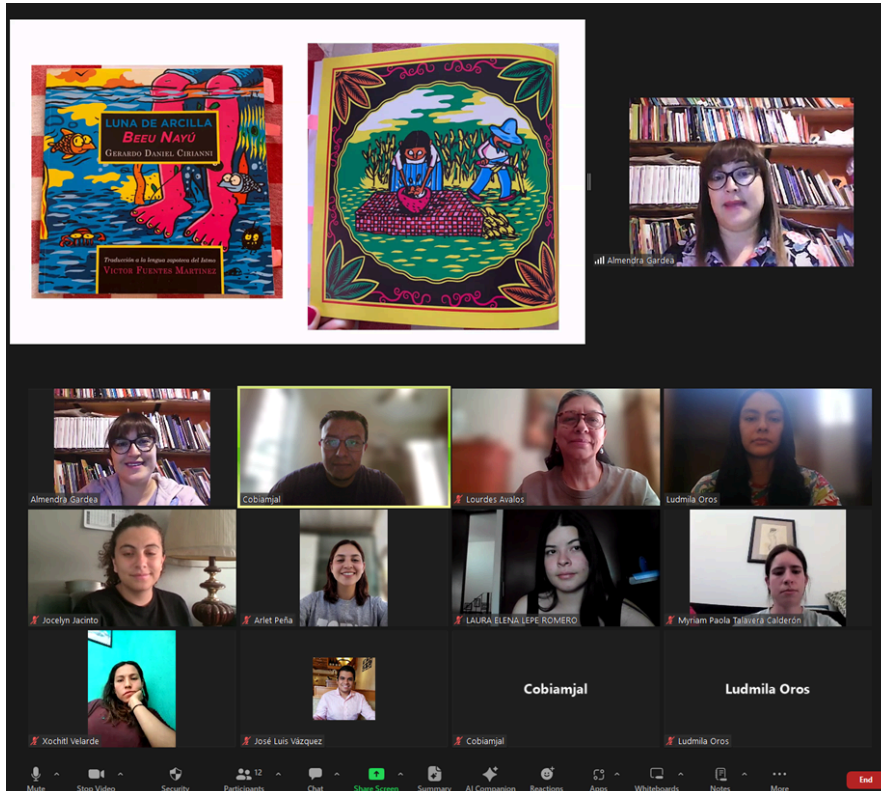 LUNA DE ARCILLA
BEEU NAYÚ
GERARDO DANIEL CIRIANNI
Traducción a la lengua zapoteca del Istmo
VICTOR FUENTES MARTINEZ
Almendra Gardea
Almendra Gardea
Cobiamjal
Lourdes Avalos
Ludmila Oros
Jocelyn Jacinto
Arlet Peña
LAURA ELENA LEPE ROMERO
Myriam Paola Talavera Calderón
Xochitl Velarde
José Luis Vázquez
Cobiamjal
Cobiamjal
Ludmila Oros
Ludmila Oros
Mute
Stop Video
Security
Participants
12
Chat
Share Screen
Summary
AI Companion
Reactions
Apps
Whiteboards
Notes
More
End